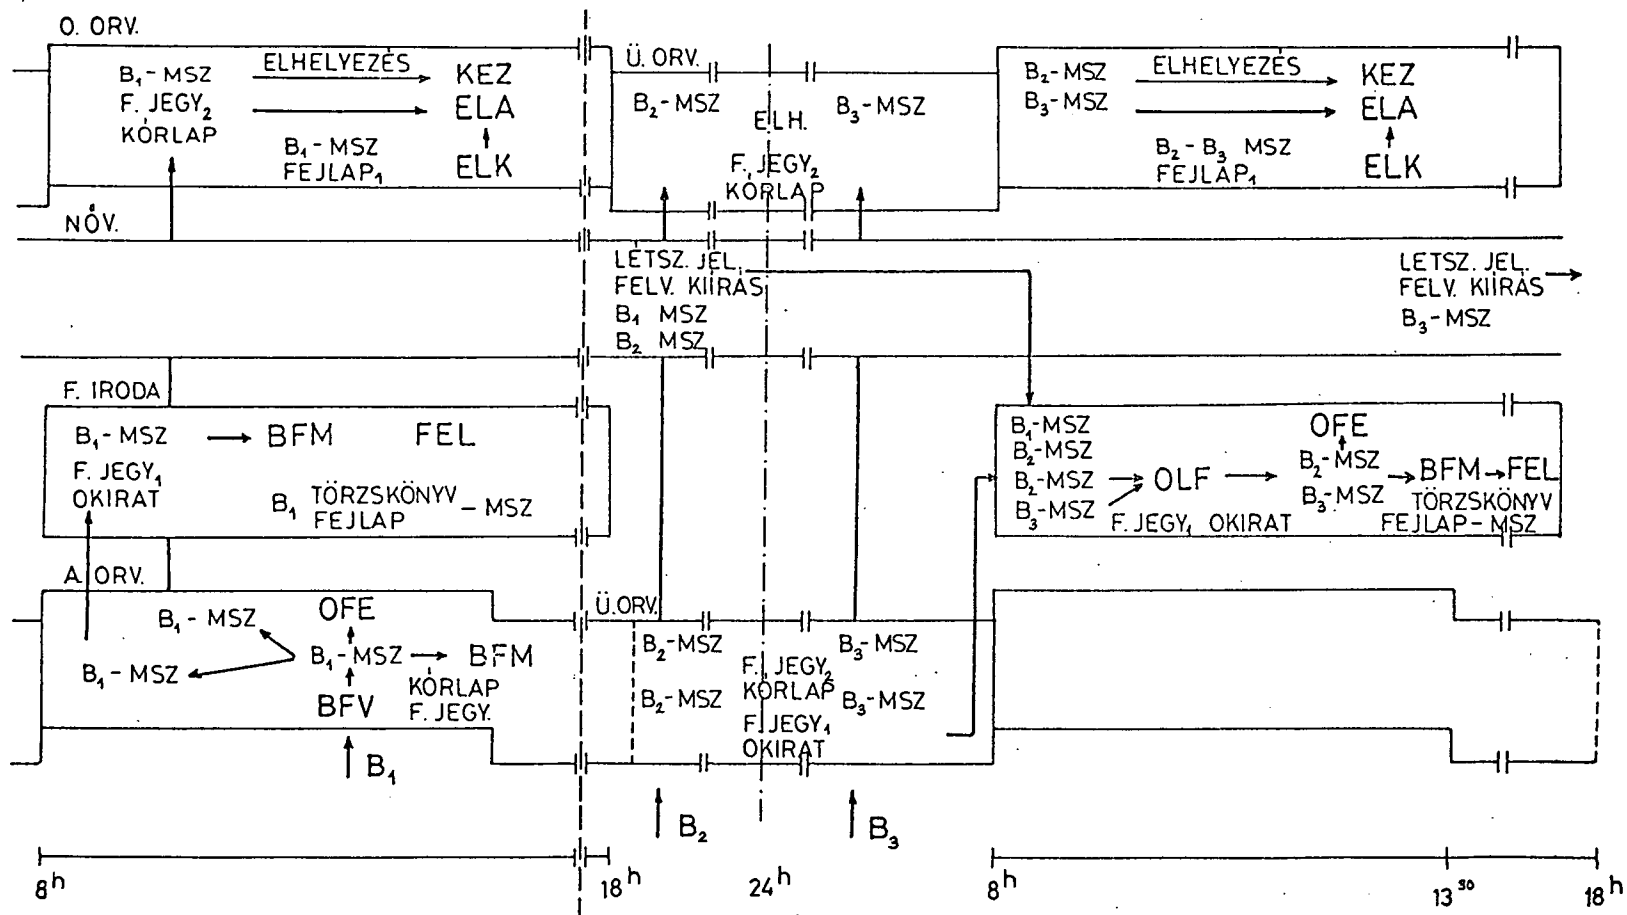 O. ORV.
B₁-MSZ
F. JEGY₂
KÓRLAP
ELHELYEZÉS
KEZ
ELA
ELK
B₁-MSZ
FEJLAP₁
Ü. ORV.
B₂-MSZ
B₃-MSZ
ELH.
F. JEGY₂
KÓRLAP
B₂-MSZ
B₃-MSZ
ELHELYEZÉS
KEZ
ELA
ELK
B₂-B₃ MSZ
FEJLAP₁
NŐV.
LÉTSZ. JEL.
FELV. KIÍRÁS
B₁ MSZ
B₂ MSZ
LÉTSZ. JEL.
FELV. KIÍRÁS
B₃-MSZ
F. IRODA
B₁-MSZ
BFM
FEL
F. JEGY₁
OKIRAT
B₁ TÖRZSKÖNYV
FEJLAP
-MSZ
B₁-MSZ
B₂-MSZ
B₂-MSZ
B₃-MSZ
OLF
F. JEGY₁ OKIRAT
OFE
B₂-MSZ
B₃-MSZ
BFM
FEL
TÖRZSKÖNYV
FEJLAP-MSZ
A. ORV.
B₁-MSZ
OFE
B₁-MSZ
B₁-MSZ
BFM
KÓRLAP
F. JEGY.
BFV
B₁
Ü.ORV.
B₂-MSZ
B₃-MSZ
F. JEGY₂
KÓRLAP
B₂-MSZ
B₃-MSZ
F. JEGY₁
OKIRAT
B₂
B₃
8ʰ
18ʰ
24ʰ
8ʰ
13³⁰
18ʰ